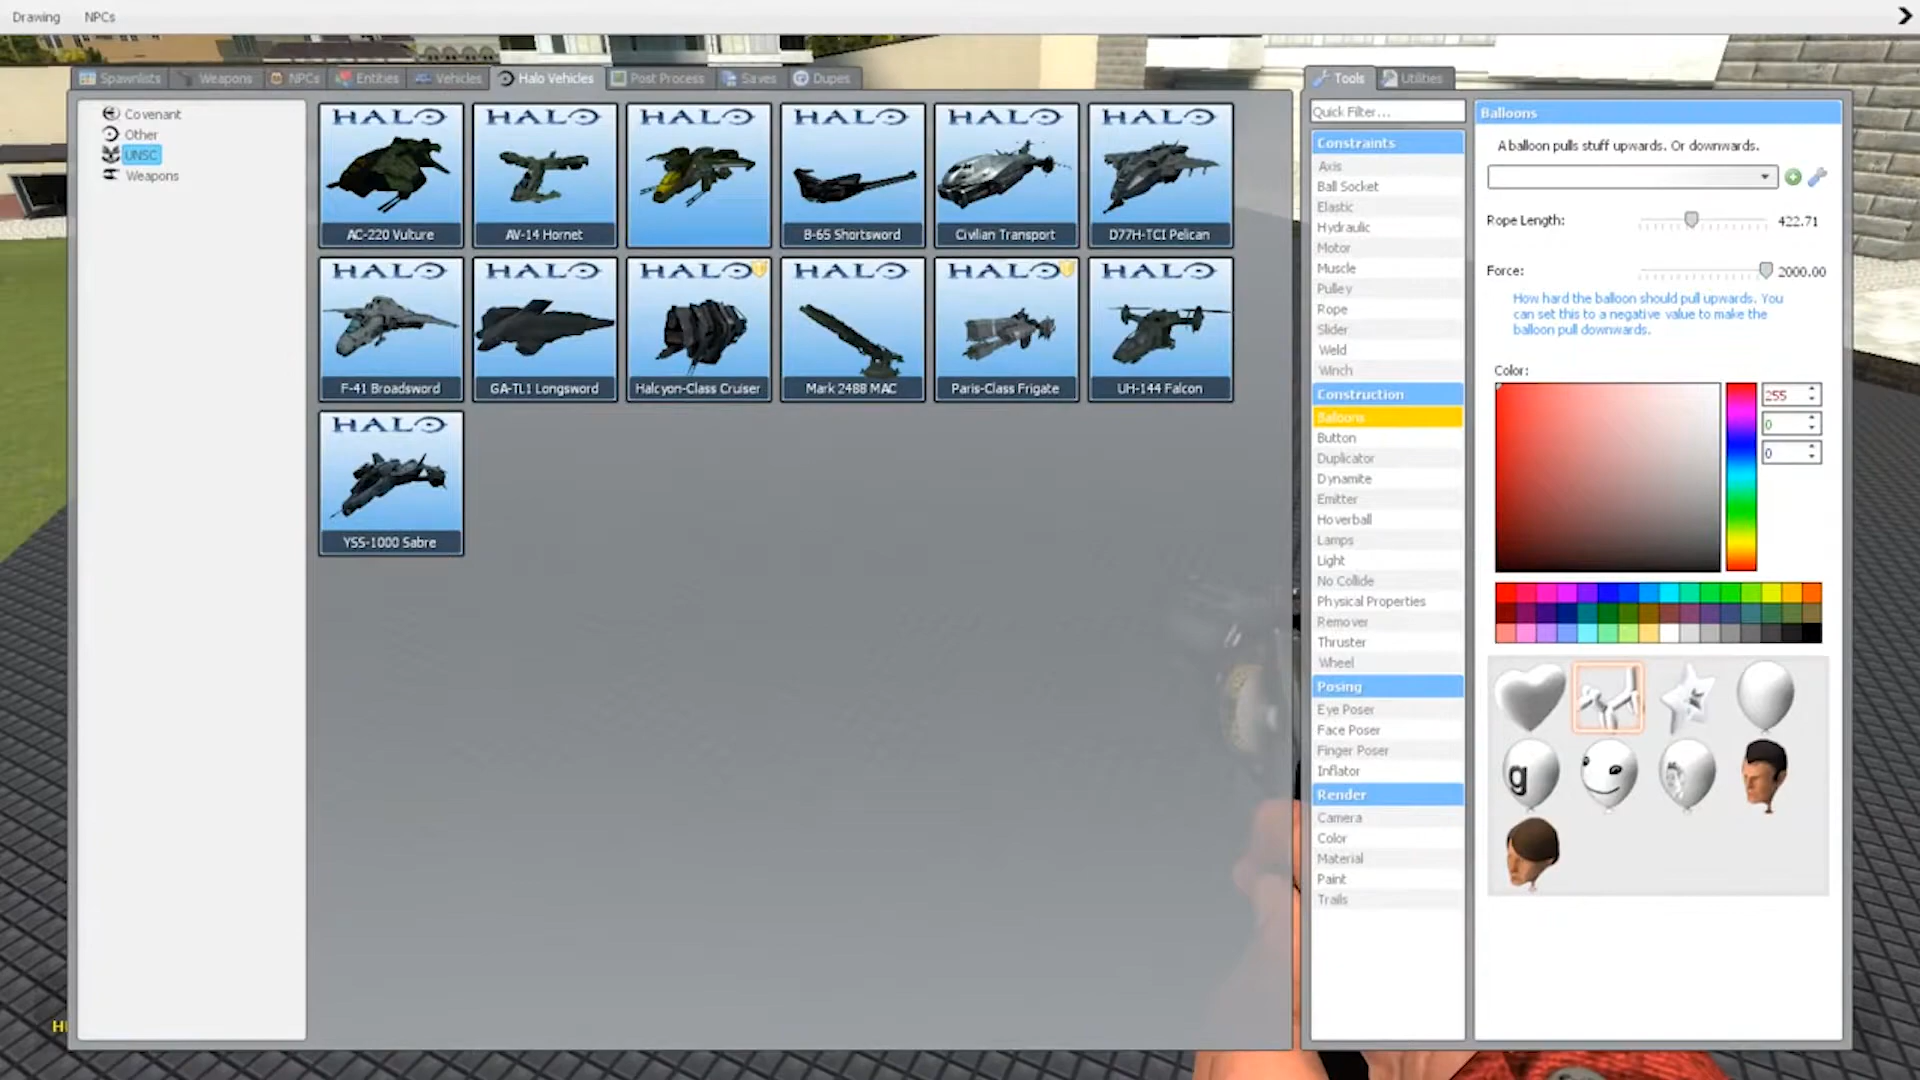 Drawing NPCs
Spawnlists Weapons NPCs Entities Vehicles Halo Vehicles Post Process Saves Dupes
Covenant
Other
UNSC
Weapons
HALO HALO HALO HALO HALO HALO
AC-220 Vulture AV-14 Hornet B-65 Shortsword Civilian Transport D77H-TCI Pelican
HALO HALO HALO HALO HALO HALO
F-41 Broadsword GA-TL1 Longsword Halcyon-Class Cruiser Mark 2488 MAC Paris-Class Frigate UH-144 Falcon
HALO
YSS-1000 Sabre
Tools Utilities
Quick Filter...
Constraints
Axis
Ball Socket
Elastic
Hydraulic
Motor
Muscle
Pulley
Rope
Slider
Weld
Winch
Construction
Balloons
Button
Duplicator
Dynamite
Emitter
Hoverball
Lamps
Light
No Collide
Physical Properties
Remover
Thruster
Wheel
Posing
Eye Poser
Face Poser
Finger Poser
Inflator
Render
Camera
Color
Material
Paint
Trails
Balloons
A balloon pulls stuff upwards. Or downwards.
Rope Length: 422.71
Force: 2000.00
How hard the balloon should pull upwards. You
can set this to a negative value to make the
balloon pull downwards.
Color:
255
0
0
g